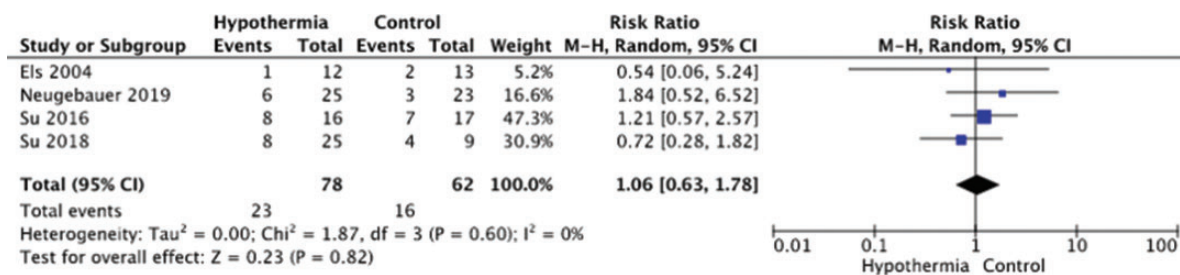 Hypothermia Control Risk Ratio Risk Ratio
Study or Subgroup Events Total Events Total Weight M-H, Random, 95% CI M-H, Random, 95% CI
Els 2004 1 12 2 13 5.2% 0.54 [0.06, 5.24]
Neugebauer 2019 6 25 3 23 16.6% 1.84 [0.52, 6.52]
Su 2016 8 16 7 17 47.3% 1.21 [0.57, 2.57]
Su 2018 8 25 4 9 30.9% 0.72 [0.28, 1.82]
Total (95% CI) 78 62 100.0% 1.06 [0.63, 1.78]
Total events 23 16
Heterogeneity: Tau² = 0.00; Chi² = 1.87, df = 3 (P = 0.60); I² = 0%
Test for overall effect: Z = 0.23 (P = 0.82)
0.01 0.1 1 10 100
Hypothermia Control